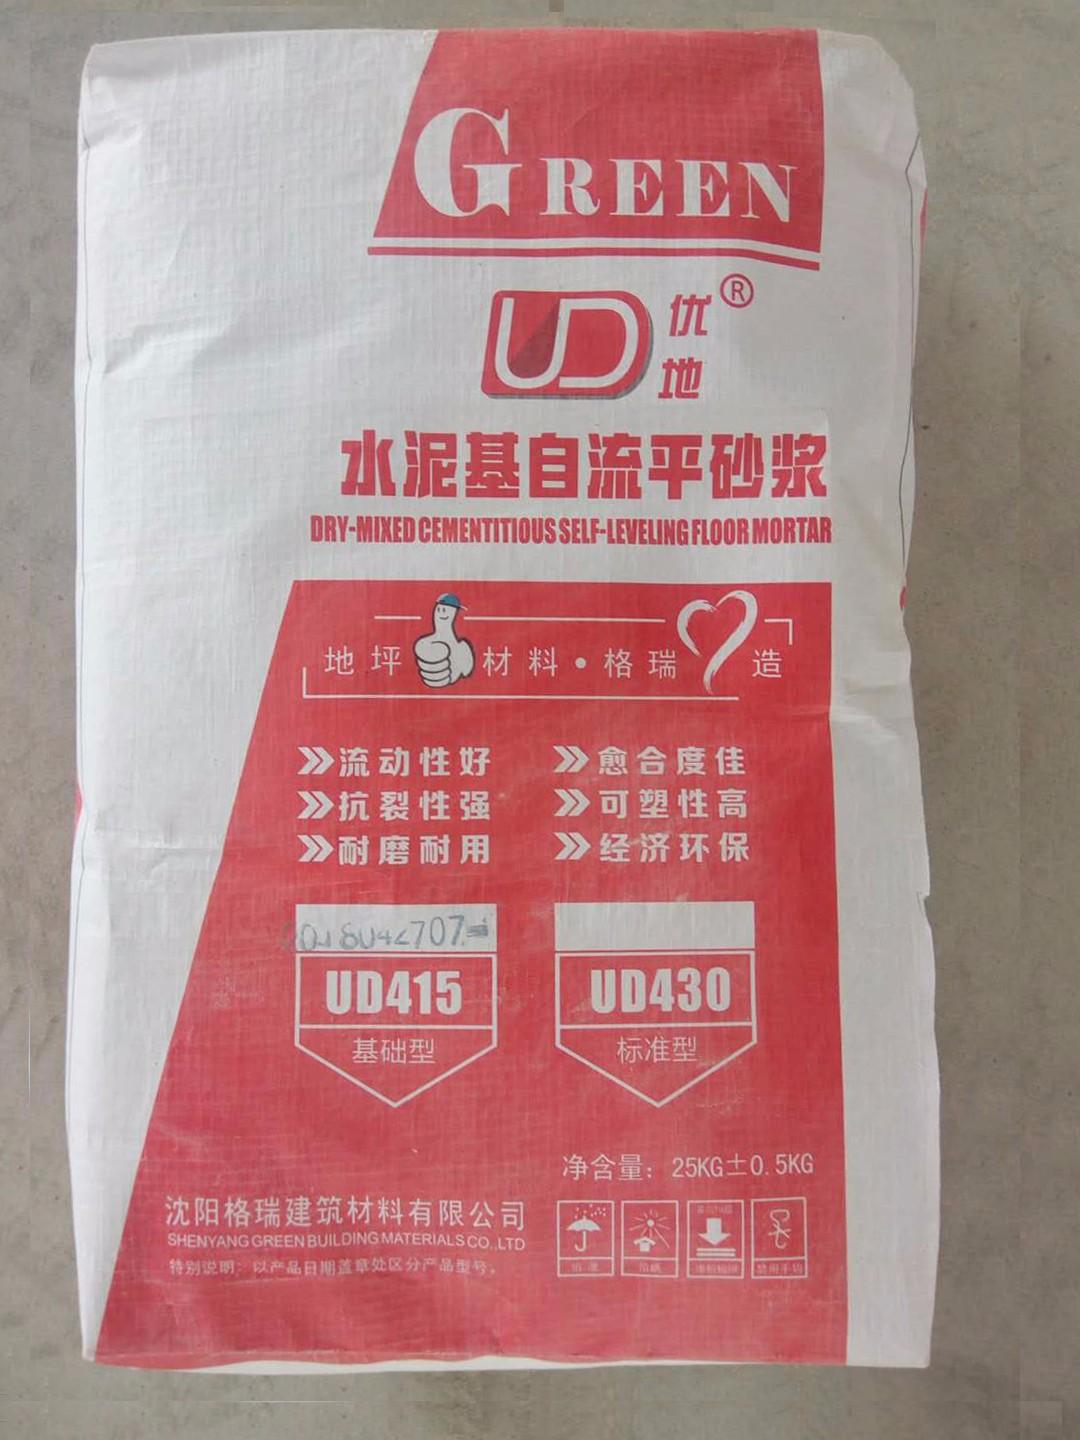 GREEN
UD 优地®
水泥基自流平砂浆
DRY-MIXED CEMENTITIOUS SELF-LEVELING FLOOR MORTAR
地坪 材料·格瑞 造
流动性好 愈合度佳
抗裂性强 可塑性高
耐磨耐用 经济环保
UD415 UD430
基础型 标准型
净含量：25KG±0.5KG
沈阳格瑞建筑材料有限公司
SHENYANG GREEN BUILDING MATERIALS CO.,LTD
特别说明：以产品日期盖章处区分产品型号。
禁用手钩